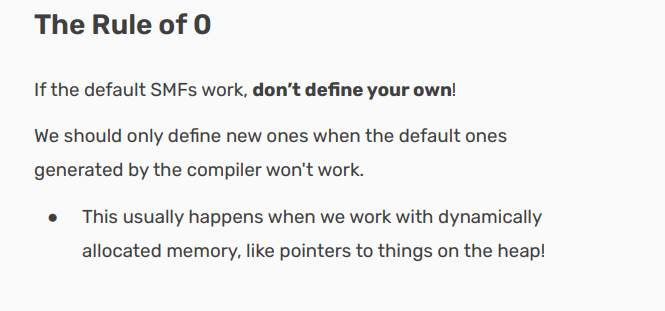 The Rule of 0
If the default SMFs work, don’t define your own!
We should only define new ones when the default ones
generated by the compiler won't work.
● This usually happens when we work with dynamically
allocated memory, like pointers to things on the heap!